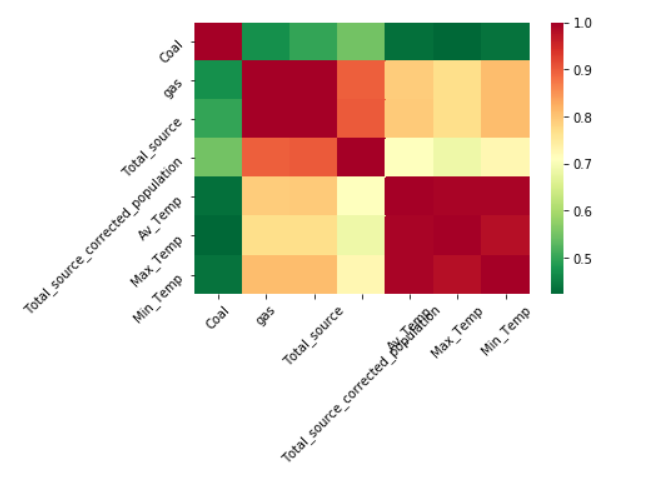 Coal
gas
Total_source
Total_source_corrected_population
Av_Temp
Max_Temp
Min_Temp
Coal
gas
Total_source
Total_source_corrected_population
Av_Temp
Max_Temp
Min_Temp
1.0
0.9
0.8
0.7
0.6
0.5